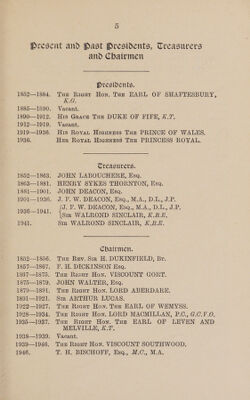 5
Present and Past Presidents, Treasurers
and Chairmen
Presidents.
1852—1884. THE RIGHT HON. THE EARL OF SHAFTESBURY,
K.G.
1885—1890. Vacant.
1890—1912. HIS GRACE THE DUKE OF FIFE, K.T.
1912—1919. Vacant.
1919—1936. HIS ROYAL HIGHNESS THE PRINCE OF WALES.
1936. HER ROYAL HIGHNESS THE PRINCESS ROYAL.
Treasurers.
1852—1863. JOHN LABOUCHERE, ESQ.
1863—1881. HENRY SYKES THORNTON, ESQ.
1881—1901. JOHN DEACON, ESQ.
1901—1936. J. F. W. DEACON, ESQ., M.A., D.L., J.P.
1936—1941. {J. F. W. DEACON, ESQ., M.A., D.L., J.P.
{SIR WALROND SINCLAIR, K.B.E.
1941. SIR WALROND SINCLAIR, K.B.E.
Chairmen.
1852—1856. THE REV. SIR H. DUKINFIELD, BT.
1857—1867. F. H. DICKINSON ESQ.
1867—1875. THE RIGHT HON. VISCOUNT GORT.
1875—1879. JOHN WALTER, ESQ.
1879—1891. THE RIGHT HON. LORD ABERDARE.
1891—1921. SIR ARTHUR LUCAS.
1922—1927. THE RIGHT HON. THE EARL OF WEMYSS.
1928—1934. THE RIGHT HON. LORD MACMILLAN, P.C., G.C.V.O.
1935—1937. THE RIGHT HON. THE EARL OF LEVEN AND
MELVILLE, K.T.
1938—1939. Vacant.
1939—1946. THE RIGHT HON. VISCOUNT SOUTHWOOD.
1946. T. H. BISCHOFF, ESQ., M.C., M.A.